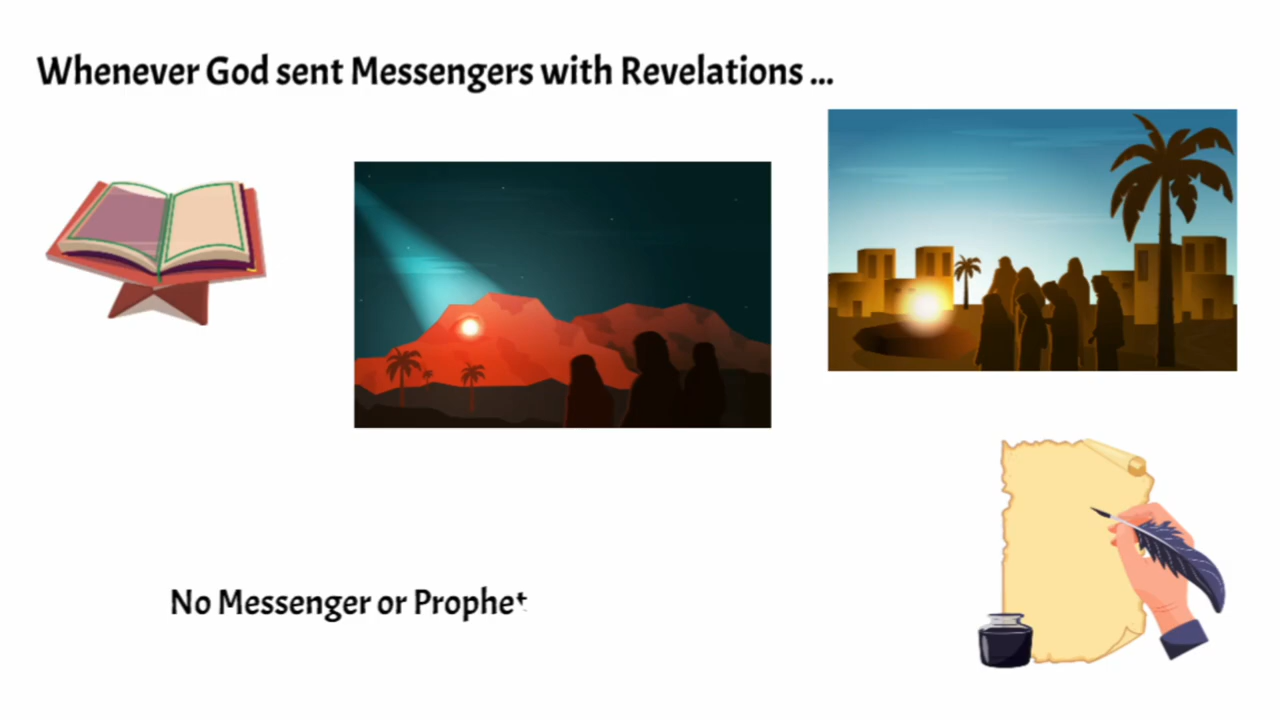 Whenever God sent Messengers with Revelations ...
No Messenger or Prophet